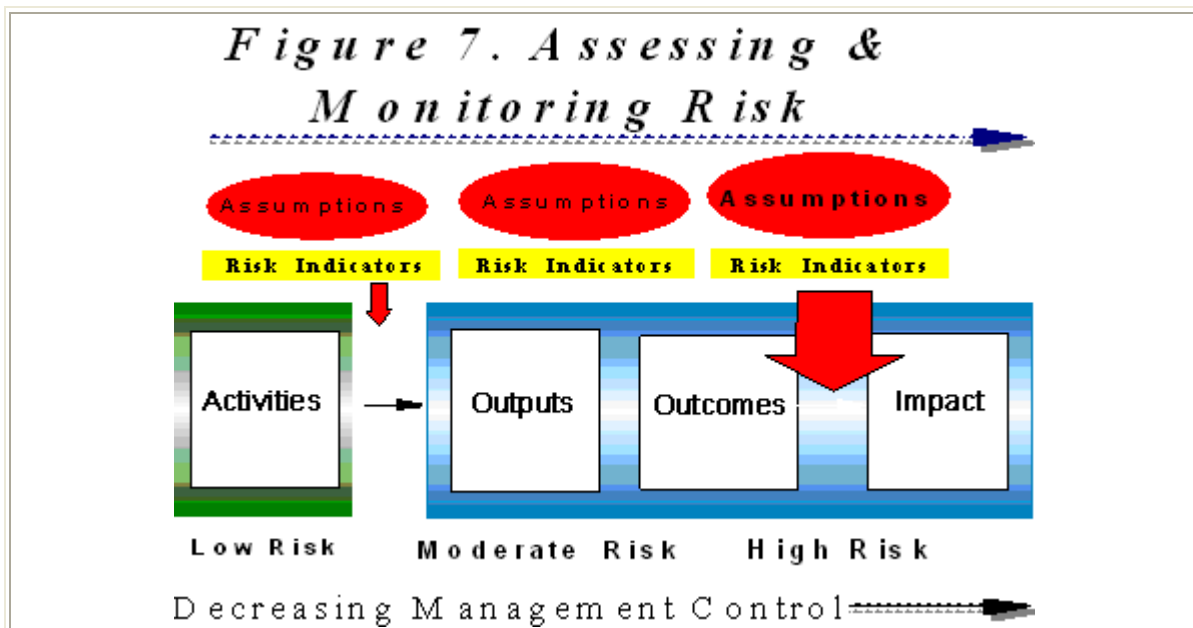 Figure 7. Assessing &
Monitoring Risk
Assumptions Assumptions Assumptions
Risk Indicators Risk Indicators Risk Indicators
Activities Outputs Outcomes Impact
Low Risk Moderate Risk High Risk
Decreasing Management Control